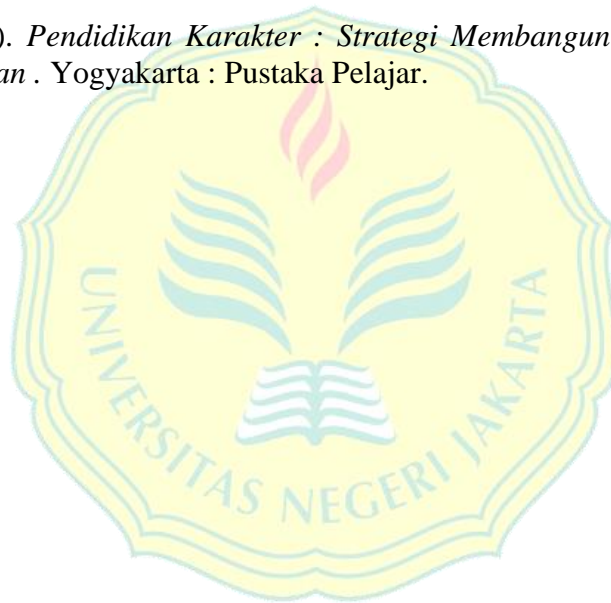 ). Pendidikan Karakter : Strategi Membangun
an . Yogyakarta : Pustaka Pelajar.
UNIVERSITAS NEGERI JAKARTA